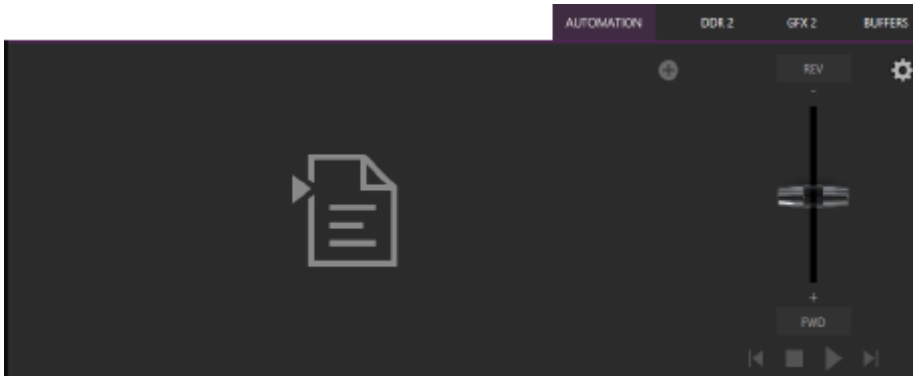 AUTOMATION DDR 2 GFX 2 BUFFERS
REV
-
+
FWD